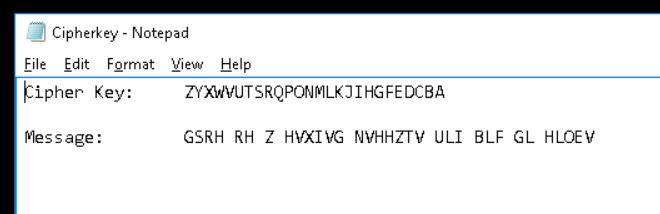 Cipherkey - Notepad
File Edit Format View Help
Cipher Key: ZYXWVUTSRQPONMLKJIHGFEDCBA
Message: GSRH RH Z HVXIVG NVHHZTV ULI BLF GL HLOEV